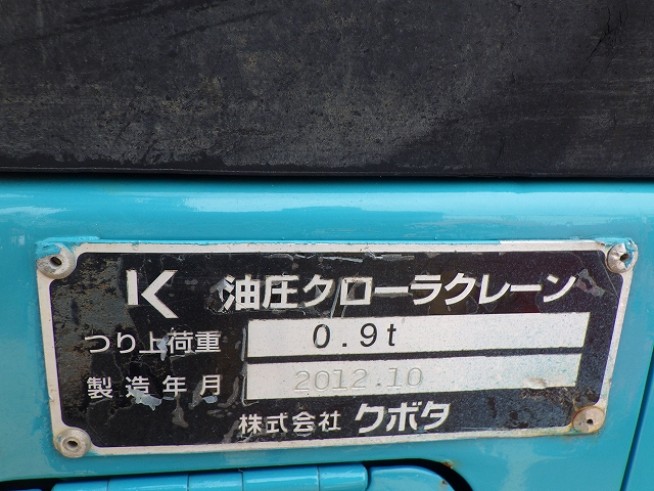 K 油圧クローラクレーン
つり上荷重 0.9t
製造年月 2012.10
株式会社 クボタ